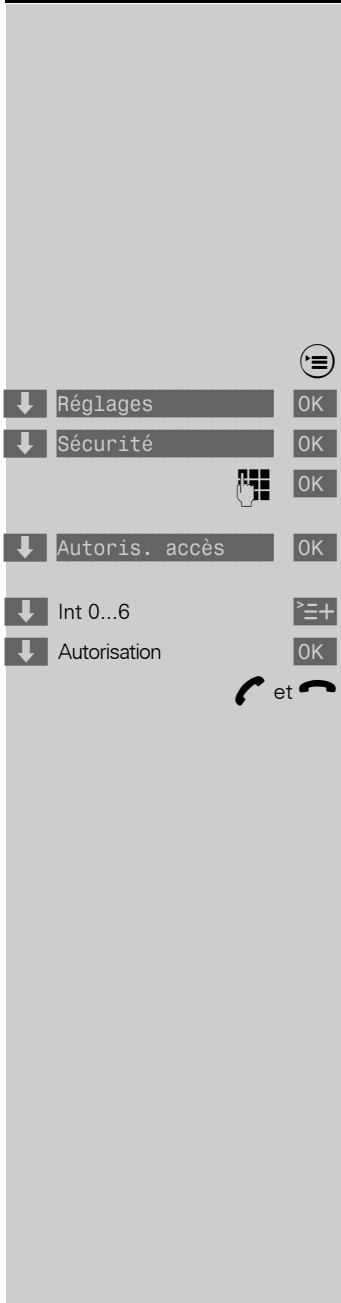 Réglages OK
Sécurité OK
OK
Autoris. accès OK
Int 0...6
Autorisation OK
et